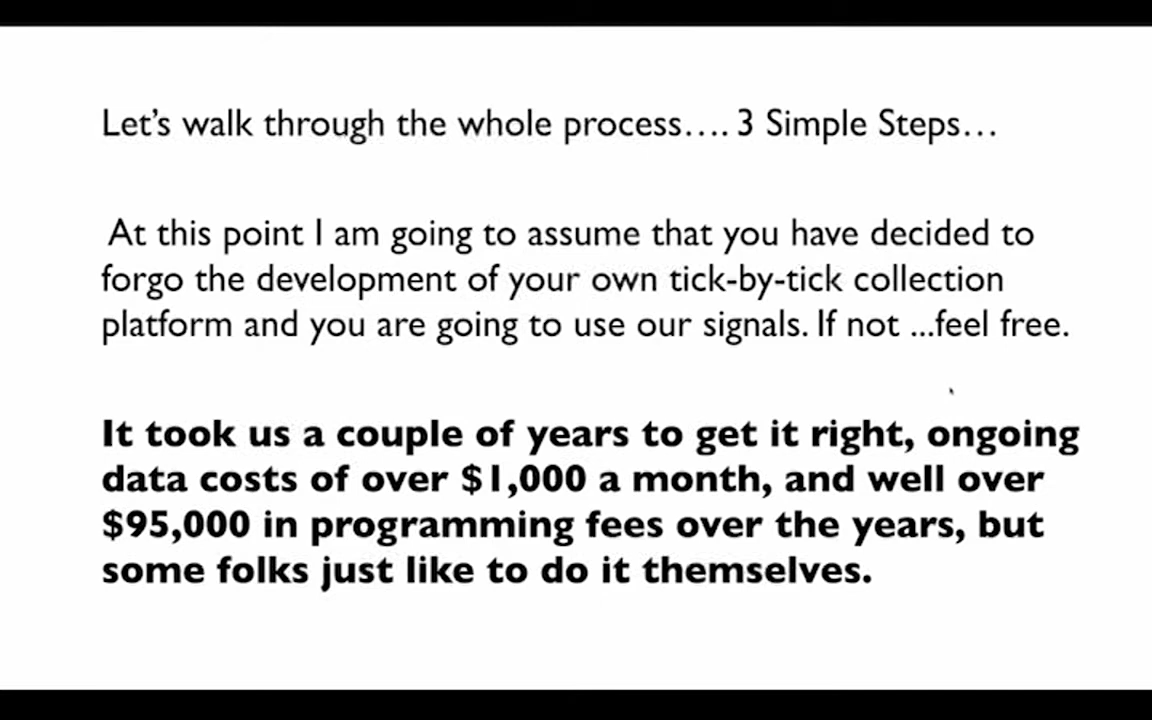 Let's walk through the whole process…. 3 Simple Steps…
At this point I am going to assume that you have decided to
forgo the development of your own tick-by-tick collection
platform and you are going to use our signals. If not ...feel free.
It took us a couple of years to get it right, ongoing
data costs of over $1,000 a month, and well over
$95,000 in programming fees over the years, but
some folks just like to do it themselves.